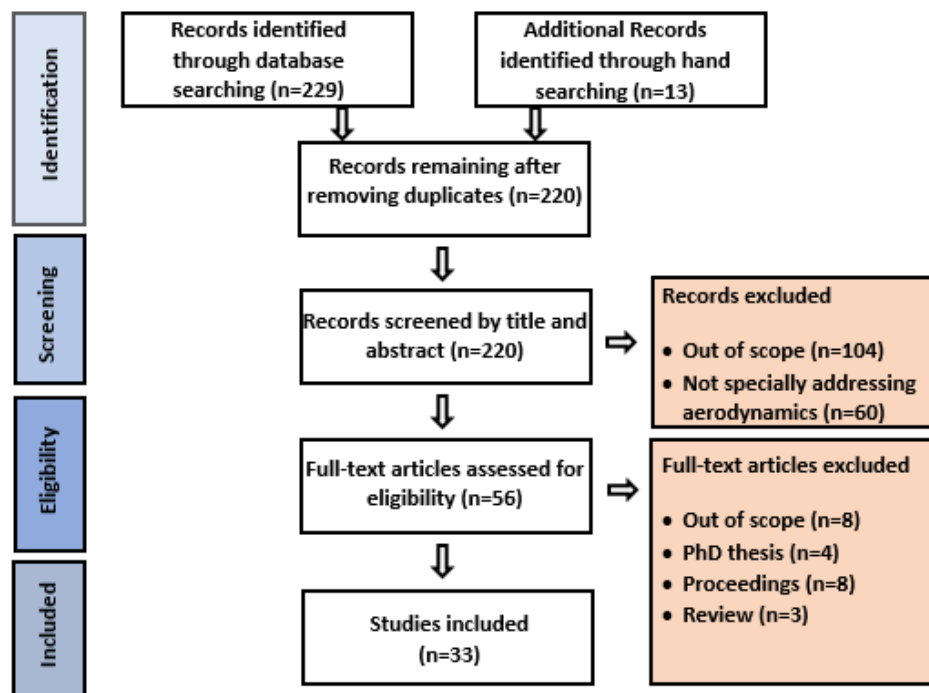 Identification
Records identified
through database
searching (n=229)
Additional Records
identified through hand
searching (n=13)
Records remaining after
removing duplicates (n=220)
Screening
Records screened by title and
abstract (n=220)
Records excluded
• Out of scope (n=104)
• Not specially addressing
aerodynamics (n=60)
Eligibility
Full-text articles assessed for
eligibility (n=56)
Full-text articles excluded
• Out of scope (n=8)
• PhD thesis (n=4)
• Proceedings (n=8)
• Review (n=3)
Included
Studies included
(n=33)